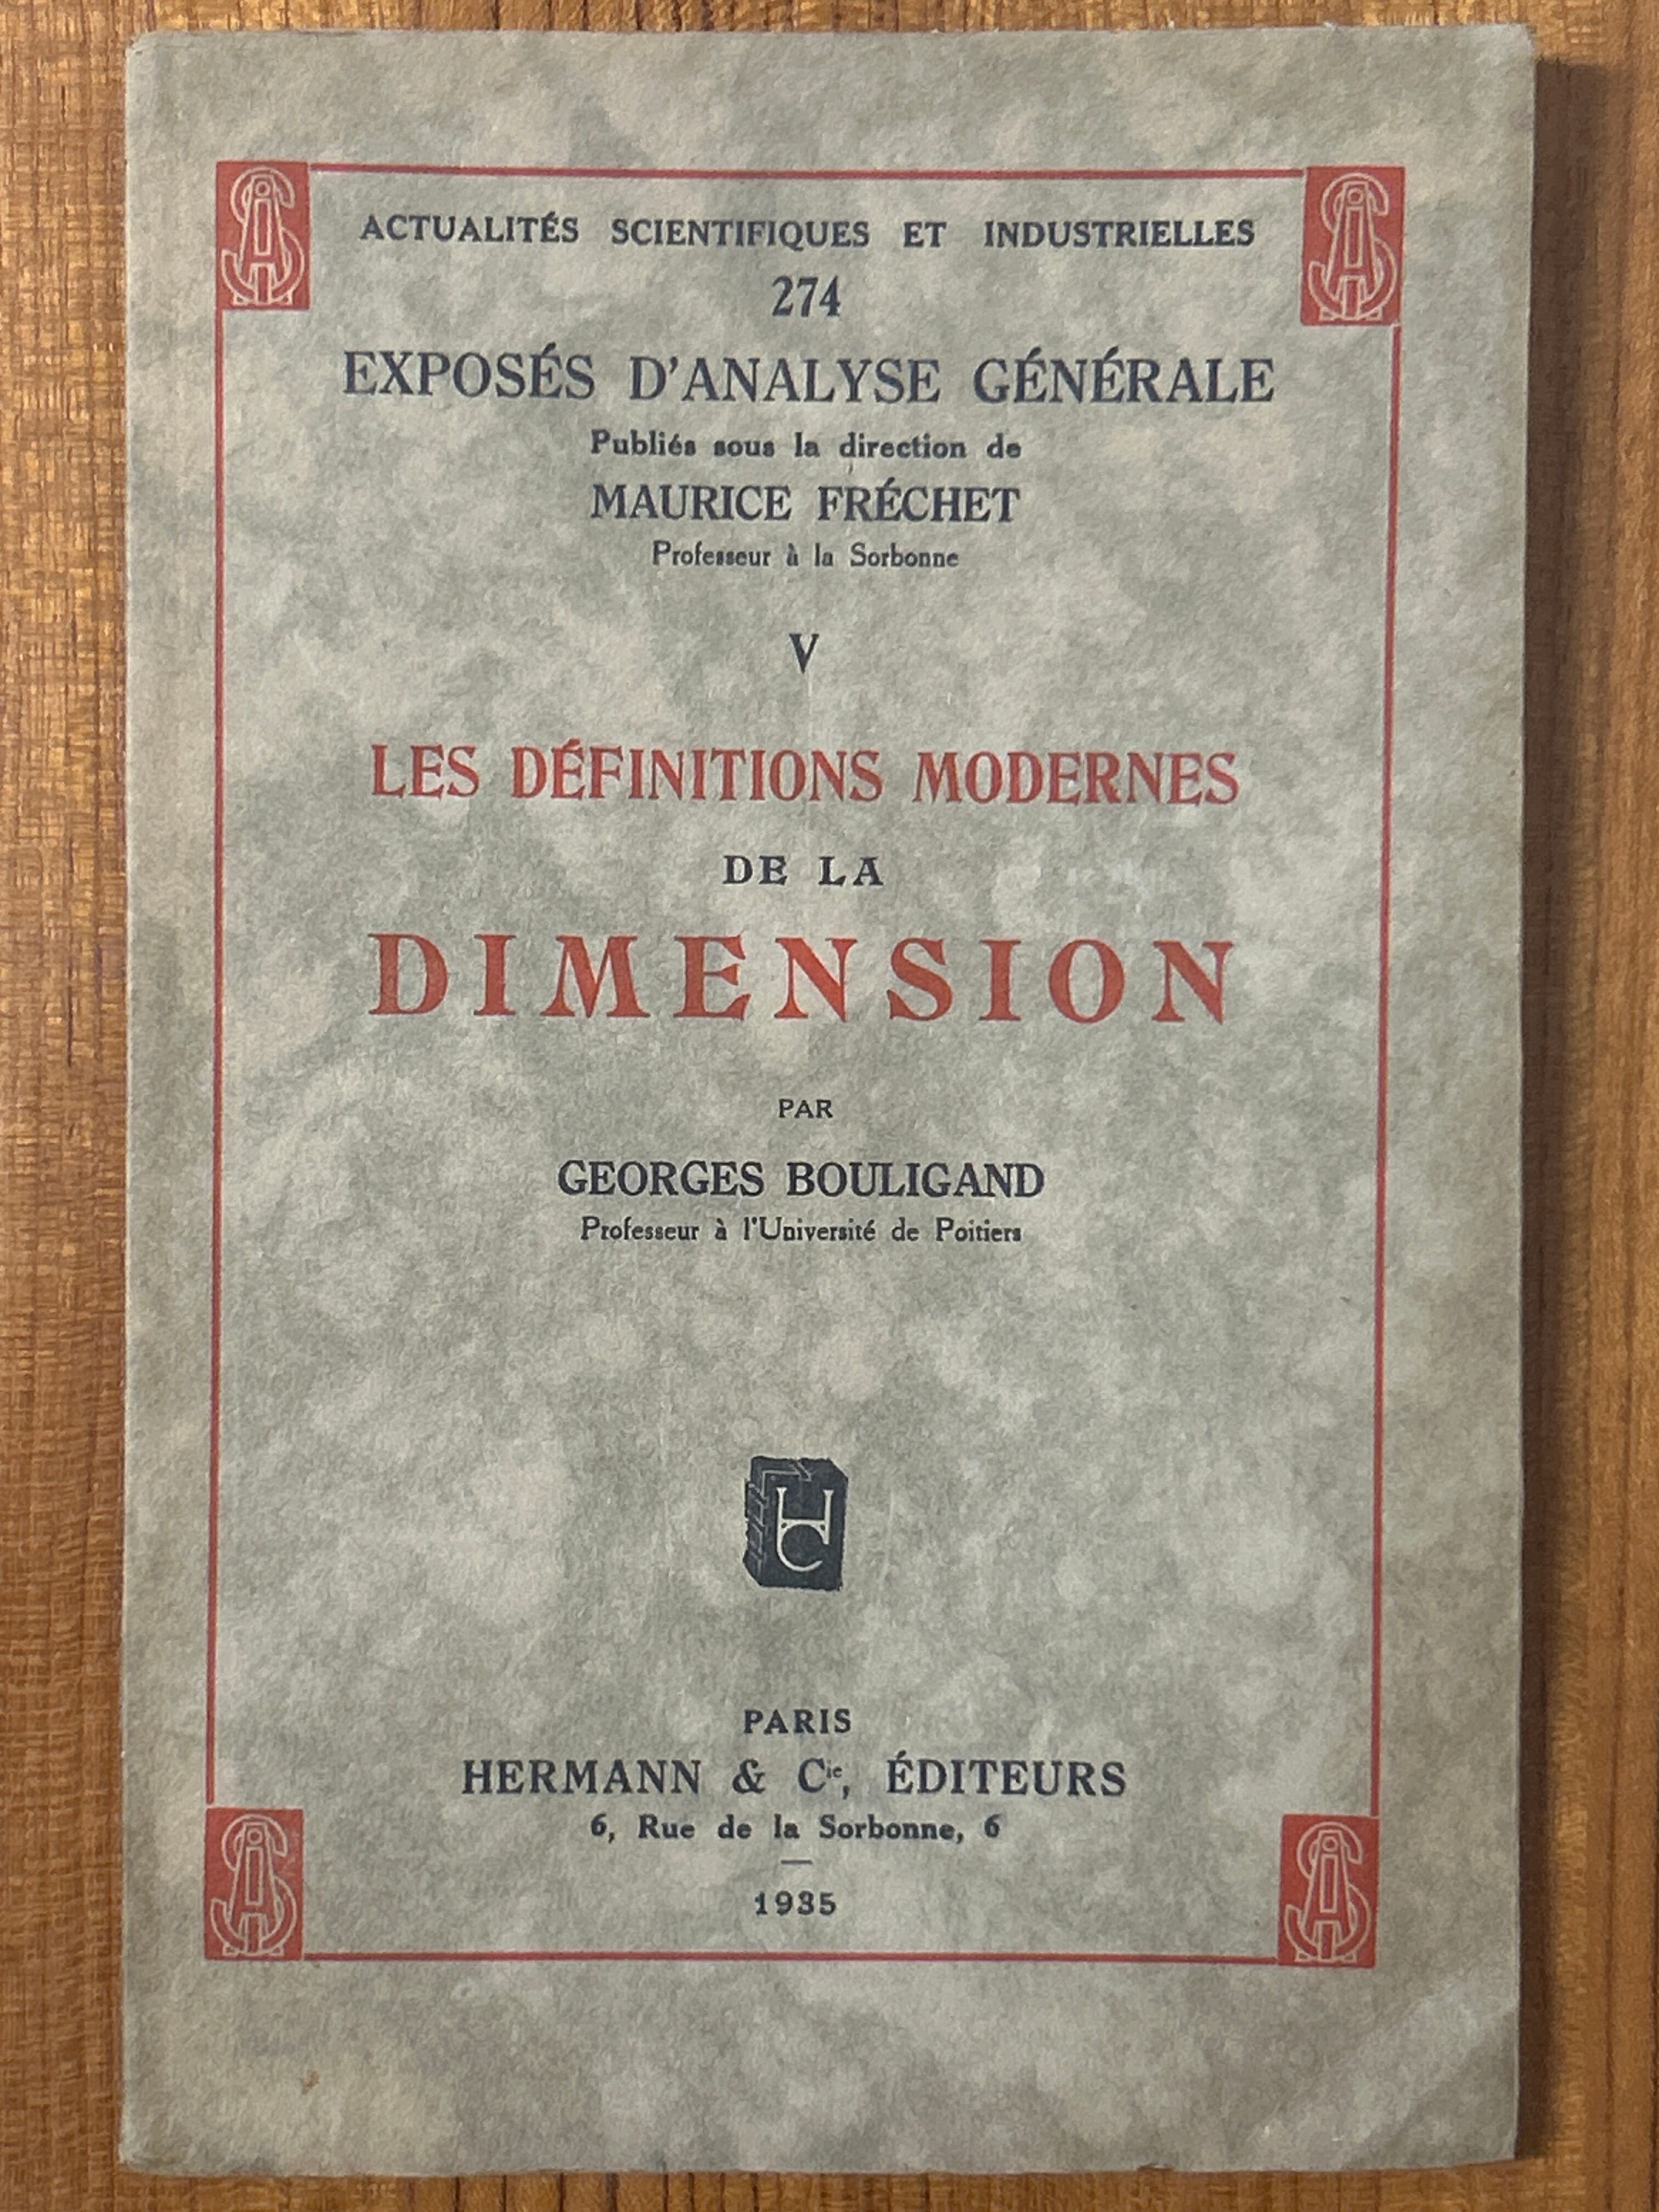 ACTUALITÉS SCIENTIFIQUES ET INDUSTRIELLES
274
EXPOSÉS D'ANALYSE GÉNÉRALE
Publiés sous la direction de
MAURICE FRÉCHET
Professeur à la Sorbonne
V
LES DÉFINITIONS MODERNES
DE LA
DIMENSION
PAR
GEORGES BOULIGAND
Professeur à l'Université de Poitiers
HC
PARIS
HERMANN & Cie, ÉDITEURS
6, Rue de la Sorbonne, 6
1935